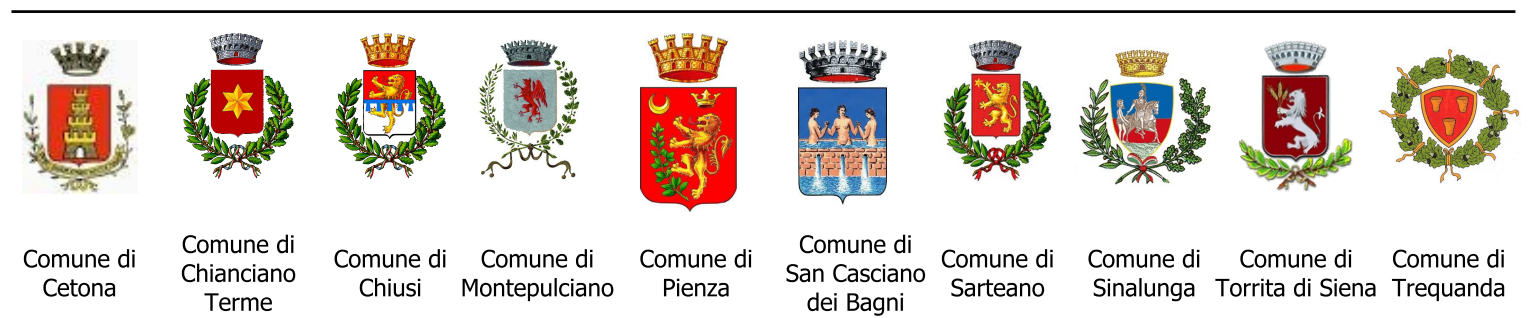 Comune di
Cetona
Comune di
Chianciano
Terme
Comune di
Chiusi
Comune di
Montepulciano
Comune di
Pienza
Comune di
San Casciano
dei Bagni
Comune di
Sarteano
Comune di
Sinalunga
Comune di
Torrita di Siena
Comune di
Trequanda